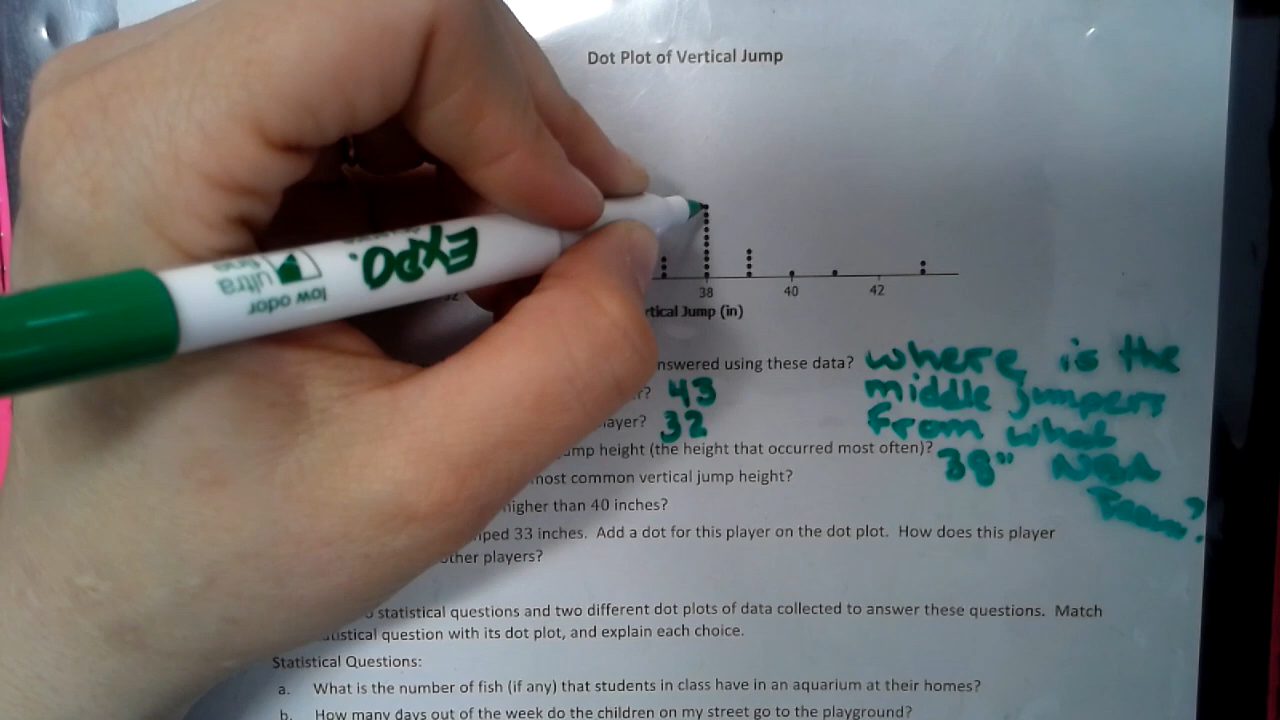 Dot Plot of Vertical Jump
EXPO.
low odor
ultra
fine
38 40 42
rtical Jump (in)
nswered using these data? where is the
? 43 middle jumpers
ayer? 32 from what
ump height (the height that occurred most often)? 38" NBA
most common vertical jump height?
higher than 40 inches?
ped 33 inches. Add a dot for this player on the dot plot. How does this player
other players?
statistical questions and two different dot plots of data collected to answer these questions. Match
tistical question with its dot plot, and explain each choice.
Statistical Questions:
a. What is the number of fish (if any) that students in class have in an aquarium at their homes?
b. How many days out of the week do the children on my street go to the playground?